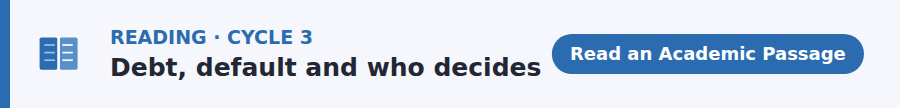 READING · CYCLE 3
Debt, default and who decides
Read an Academic Passage